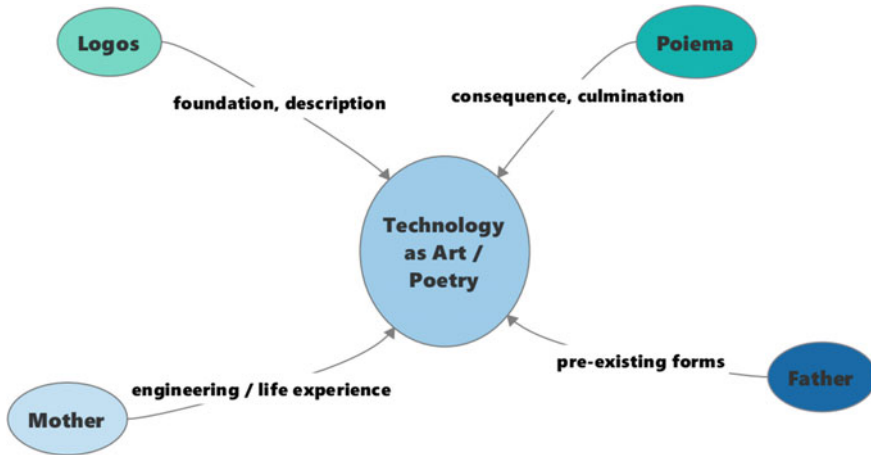 Logos
Poiema
foundation, description
consequence, culmination
Technology
as Art /
Poetry
pre-existing forms
Father
engineering / life experience
Mother